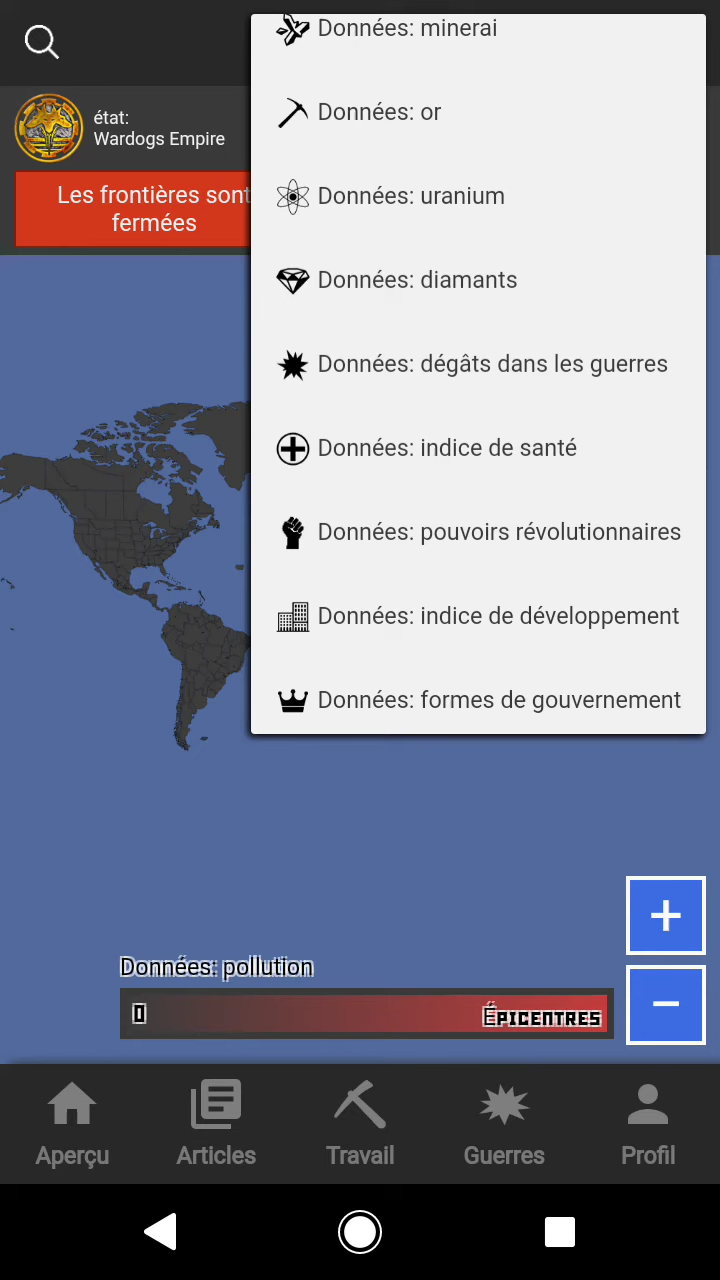 Données: minerai
Données: or
état:
Wardogs Empire
Les frontières sont
fermées
Données: uranium
Données: diamants
Données: dégâts dans les guerres
Données: indice de santé
Données: pouvoirs révolutionnaires
Données: indice de développement
Données: formes de gouvernement
Données: pollution
0 Épicentres
Aperçu Articles Travail Guerres Profil